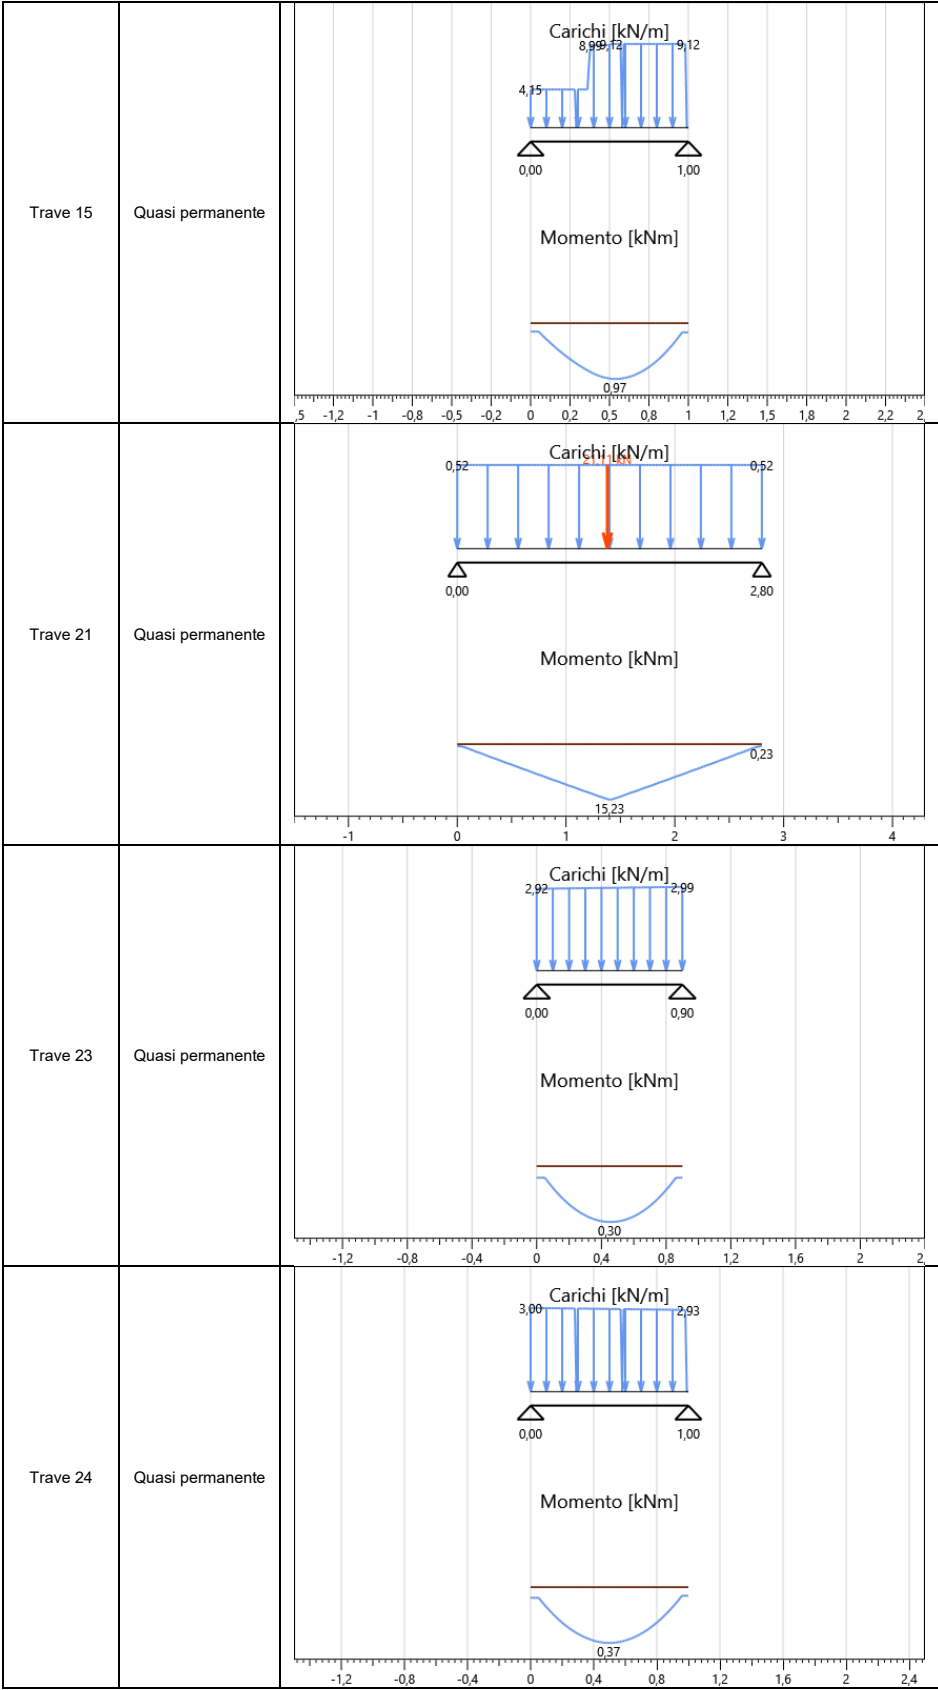 Carichi [kN/m]
8,99 9,12 9,12
4,15
0,00 1,00
Trave 15 Quasi permanente
Momento [kNm]
0,97
,5 -1,2 -1 -0,8 -0,5 -0,2 0 0,2 0,5 0,8 1 1,2 1,5 1,8 2 2,2 2,
Carichi [kN/m]
21,11 kN
0,52 0,52
0,00 2,80
Trave 21 Quasi permanente
Momento [kNm]
0,23
15,23
-1 0 1 2 3 4
Carichi [kN/m]
2,92 2,99
0,00 0,90
Trave 23 Quasi permanente
Momento [kNm]
0,30
-1,2 -0,8 -0,4 0 0,4 0,8 1,2 1,6 2 2,
Carichi [kN/m]
3,00 2,93
0,00 1,00
Trave 24 Quasi permanente
Momento [kNm]
0,37
-1,2 -0,8 -0,4 0 0,4 0,8 1,2 1,6 2 2,4